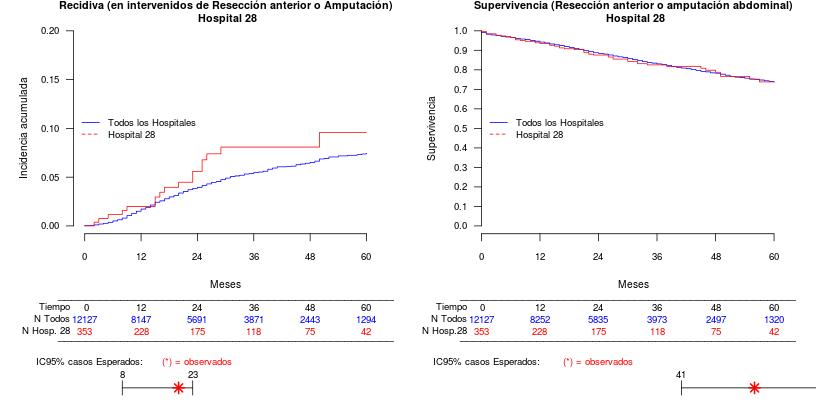 Recidiva (en intervenidos de Resección anterior o Amputación)
Hospital 28
Incidencia acumulada
0.20
0.15
0.10
0.05
0.00
Todos los Hospitales
Hospital 28
0 12 24 36 48 60
Meses
Tiempo 0 12 24 36 48 60
N Todos 12127 8147 5691 3871 2443 1294
N Hosp. 28 353 228 175 118 75 42
IC95% casos Esperados: (*) = observados
8 23
Supervivencia (Resección anterior o amputación abdominal)
Hospital 28
Supervivencia
1.0
0.9
0.8
0.7
0.6
0.5
0.4
0.3
0.2
0.1
0.0
Todos los Hospitales
Hospital 28
0 12 24 36 48 60
Meses
Tiempo 0 12 24 36 48 60
N Todos 12127 8252 5835 3973 2497 1320
N Hosp.28 353 228 175 118 75 42
IC95% casos Esperados: (*) = observados
41